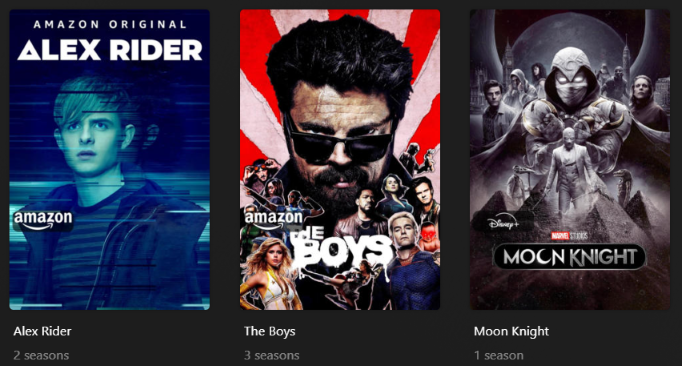 AMAZON ORIGINAL
ALEX RIDER
amazon
Alex Rider
2 seasons
amazon
THE
BOYS
The Boys
3 seasons
Disney+
MARVEL STUDIOS
MOON KNIGHT
Moon Knight
1 season